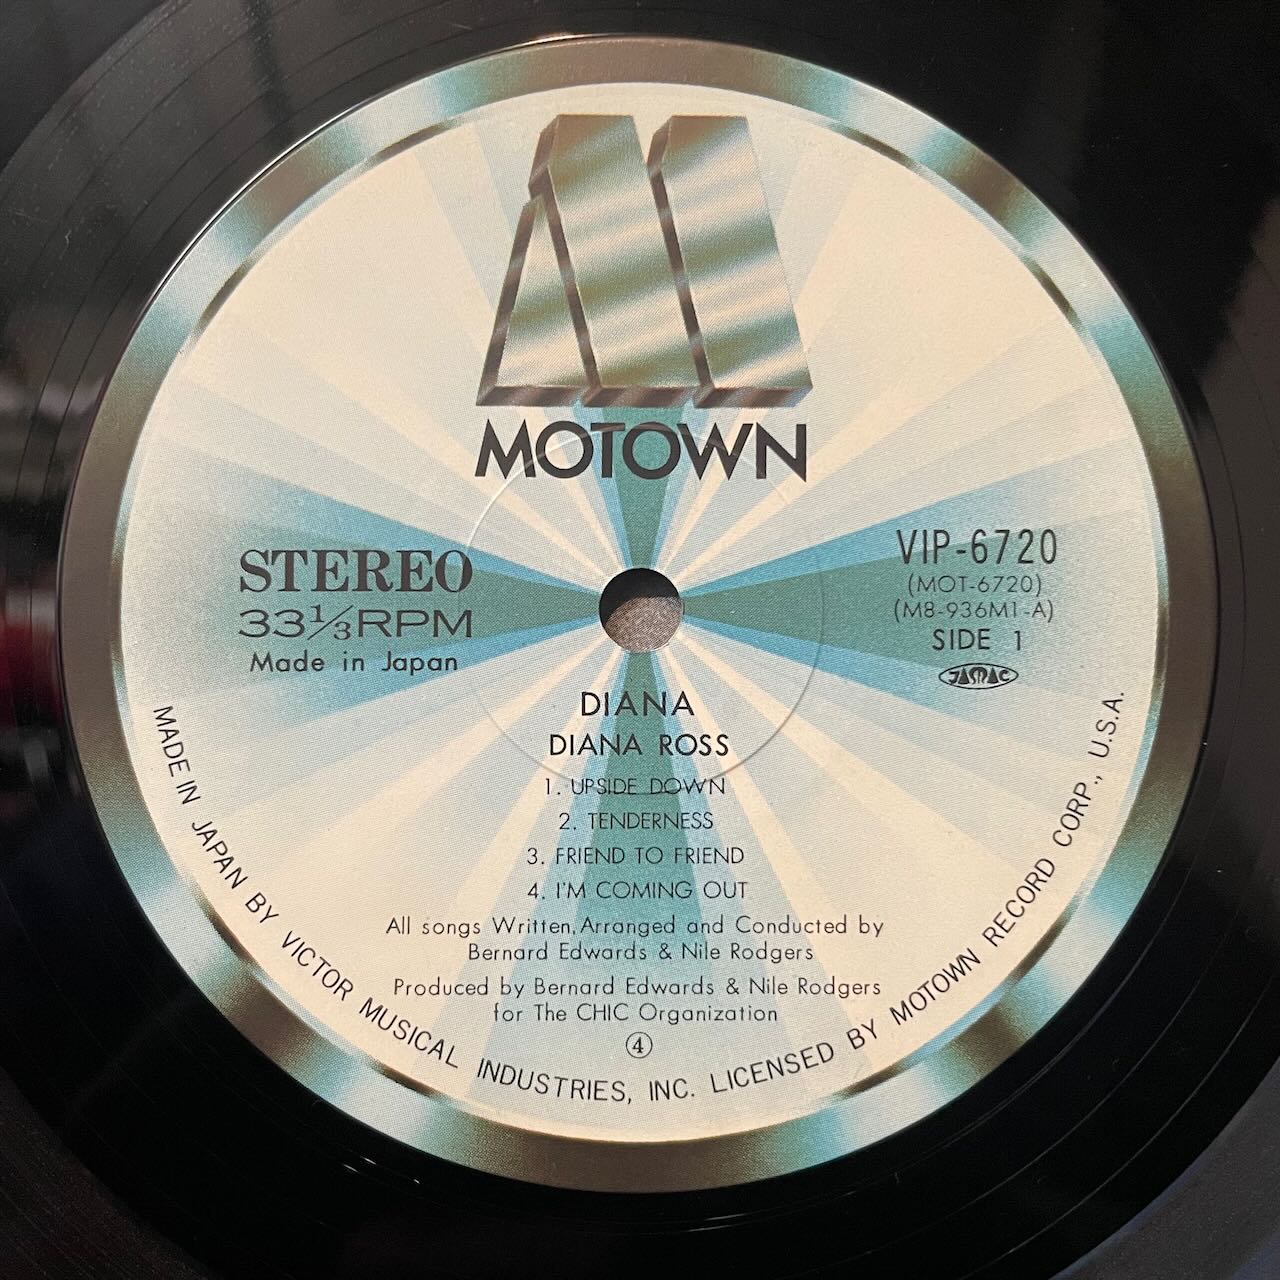 MOTOWN
STEREO
33⅓RPM
Made in Japan
VIP-6720
(MOT-6720)
(M8-936M1-A)
SIDE 1
JASRAC
DIANA
DIANA ROSS
1. UPSIDE DOWN
2. TENDERNESS
3. FRIEND TO FRIEND
4. I'M COMING OUT
All songs Written, Arranged and Conducted by
Bernard Edwards & Nile Rodgers
Produced by Bernard Edwards & Nile Rodgers
for The CHIC Organization
④
MADE IN JAPAN BY VICTOR MUSICAL INDUSTRIES, INC. LICENSED BY MOTOWN RECORD CORP., U.S.A.